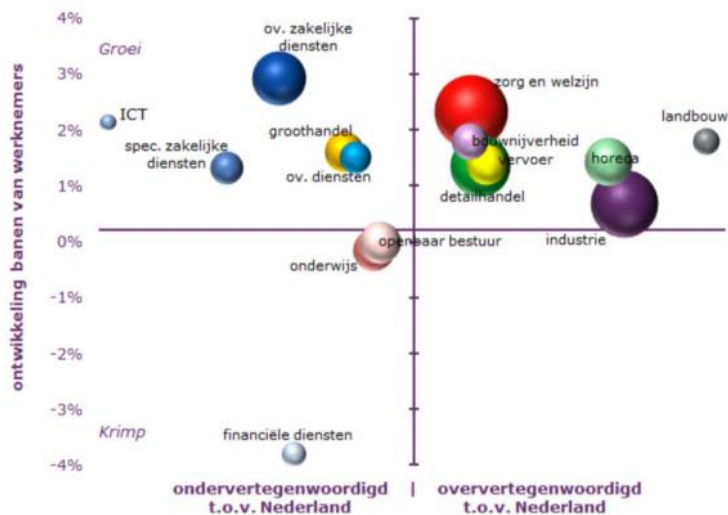 4%
ov. zakelijke
diensten
Groei
3%
zorg en welzijn
ICT
landbouw
2%
groothandel
bouwnijverheid
spec. zakelijke
diensten
vervoer
horeca
1%
ov. diensten
detailhandel
0%
openbaar bestuur
industrie
onderwijs
-1%
-2%
-3%
Krimp
financiële diensten
-4%
ontwikkeling banen van werknemers
ondervertegenwoordigd | oververtegenwoordigd
t.o.v. Nederland t.o.v. Nederland